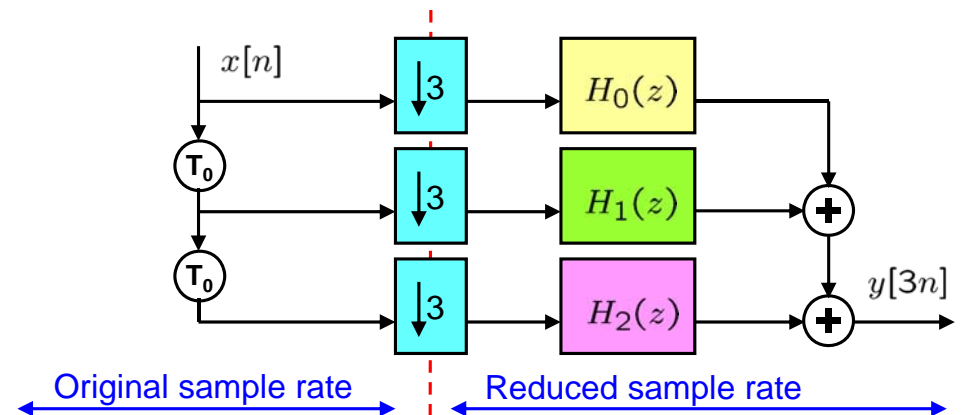 x[n]
↓3
H₀(z)
T₀
↓3
H₁(z)
+
T₀
↓3
H₂(z)
+
y[3n]
Original sample rate
Reduced sample rate